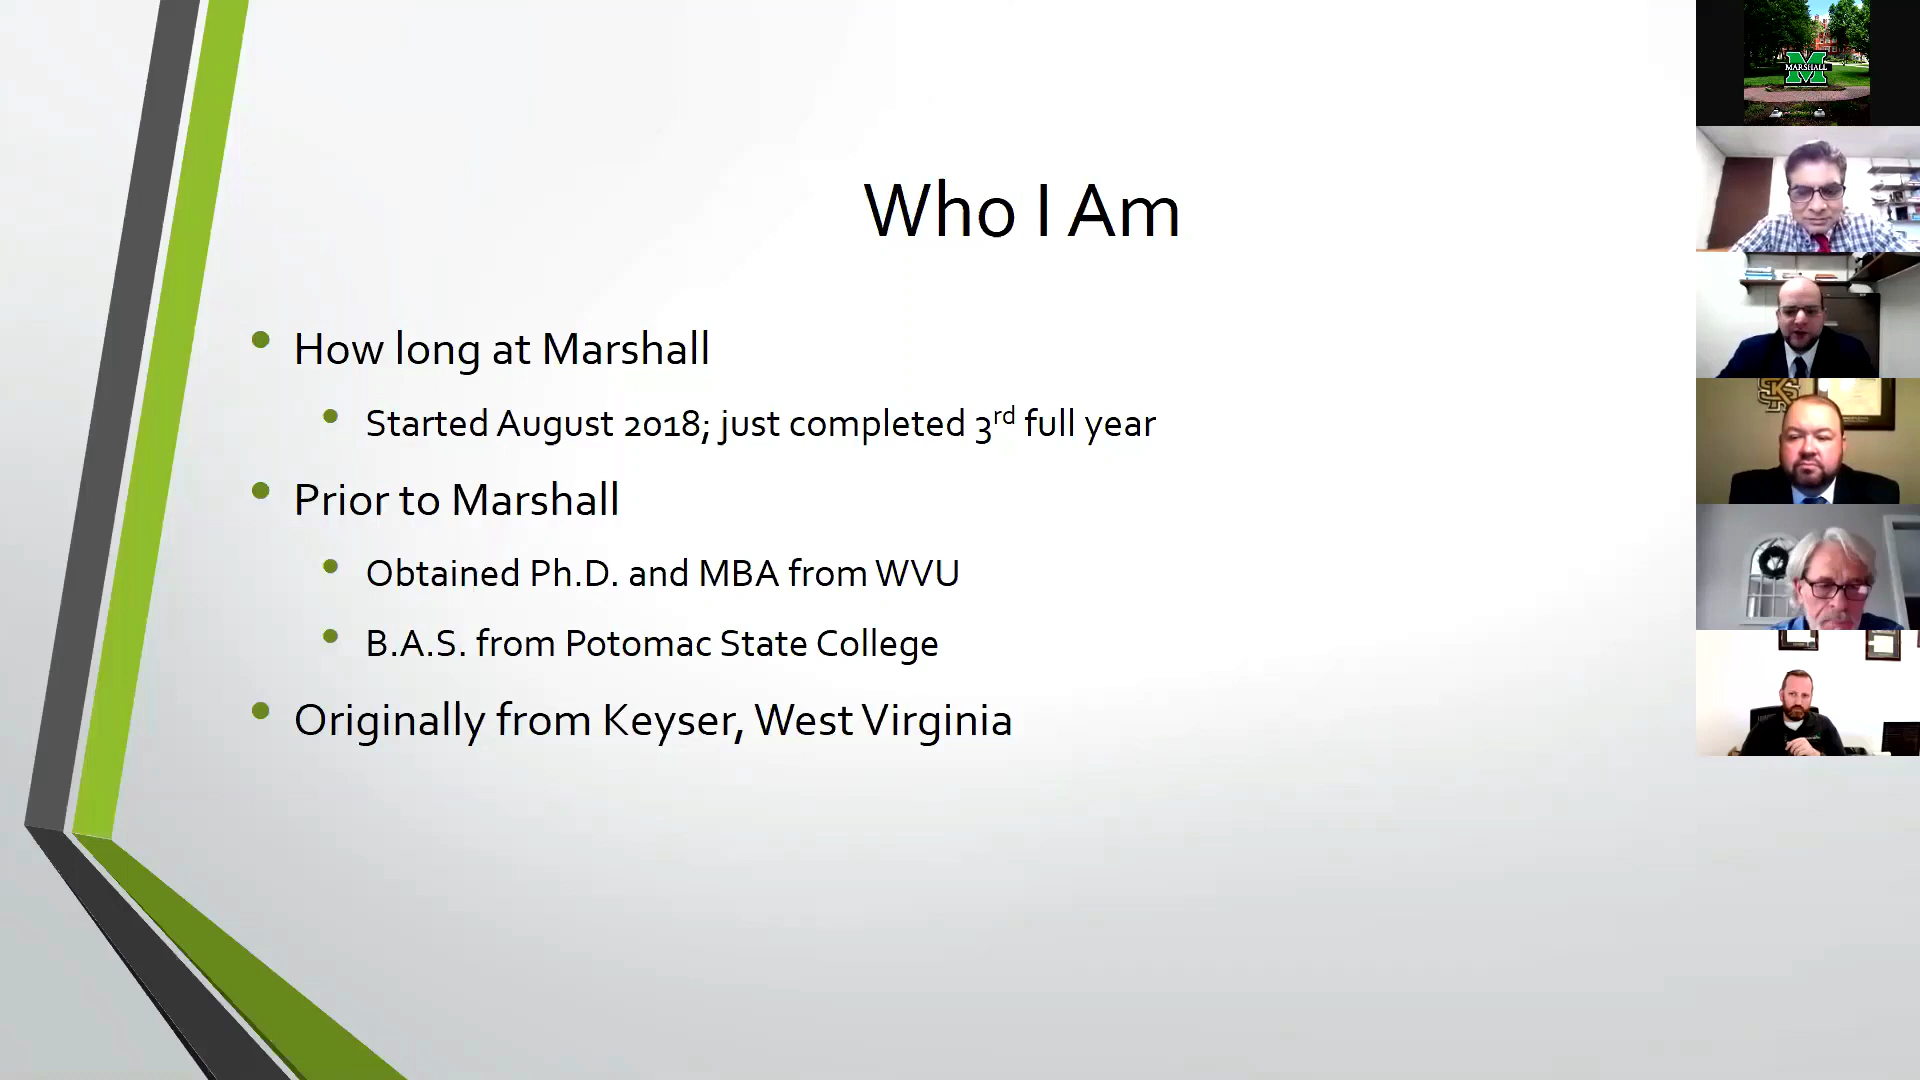 Who I Am
How long at Marshall
Started August 2018; just completed 3rd full year
Prior to Marshall
Obtained Ph.D. and MBA from WVU
B.A.S. from Potomac State College
Originally from Keyser, West Virginia
MARSHALL